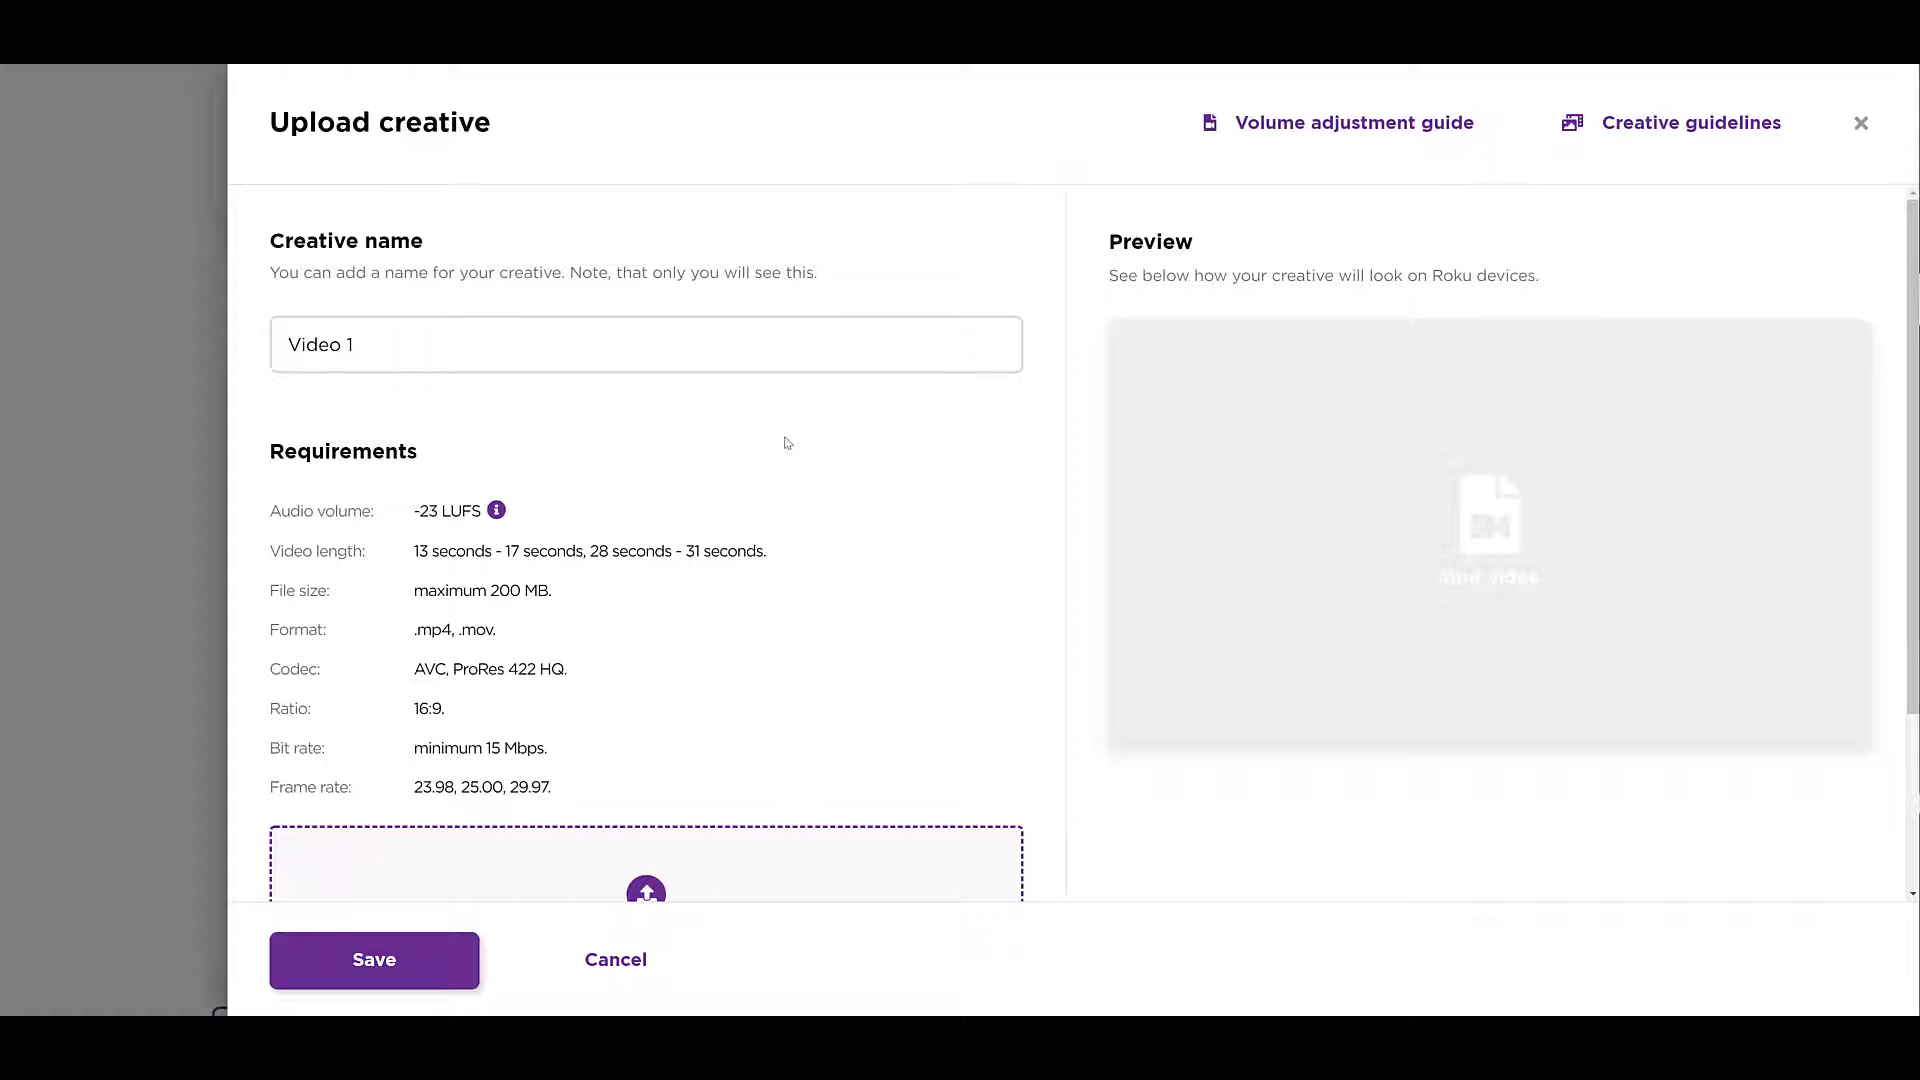 Upload creative
Volume adjustment guide
Creative guidelines
Creative name
You can add a name for your creative. Note, that only you will see this.
Video 1
Requirements
Audio volume: -23 LUFS
Video length: 13 seconds - 17 seconds, 28 seconds - 31 seconds.
File size: maximum 200 MB.
Format: .mp4, .mov.
Codec: AVC, ProRes 422 HQ.
Ratio: 16:9.
Bit rate: minimum 15 Mbps.
Frame rate: 23.98, 25.00, 29.97.
Save
Cancel
Preview
See below how your creative will look on Roku devices.
video